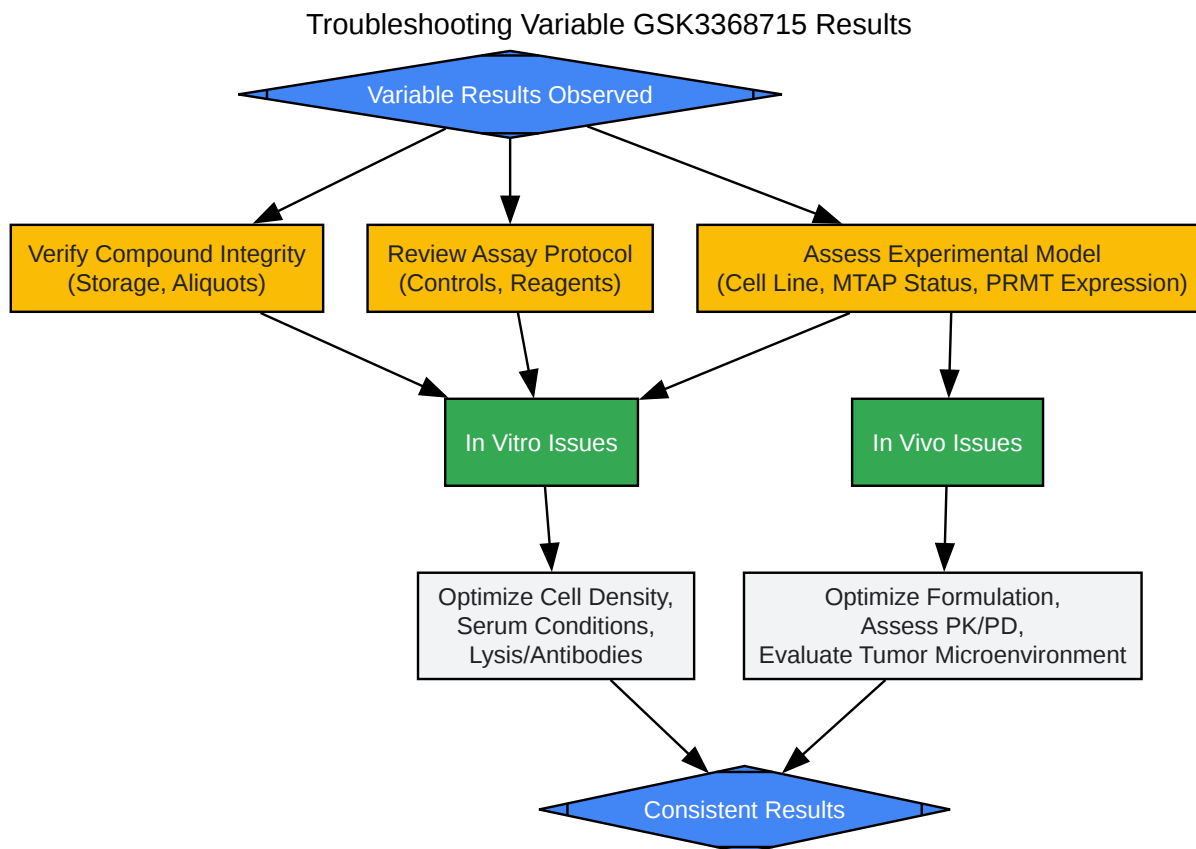 Troubleshooting Variable GSK3368715 Results
Variable Results Observed
Verify Compound Integrity
(Storage, Aliquots)
Review Assay Protocol
(Controls, Reagents)
Assess Experimental Model
(Cell Line, MTAP Status, PRMT Expression)
In Vitro Issues
In Vivo Issues
Optimize Cell Density,
Serum Conditions,
Lysis/Antibodies
Optimize Formulation,
Assess PK/PD,
Evaluate Tumor Microenvironment
Consistent Results